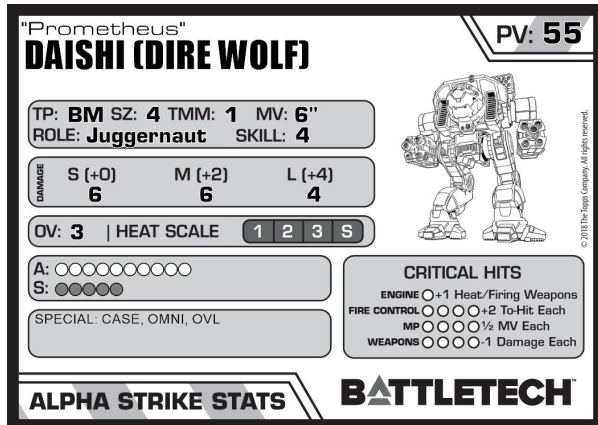 "Prometheus"
DAISHI (DIRE WOLF)
PV: 55
TP: BM SZ: 4 TMM: 1 MV: 6"
ROLE: Juggernaut SKILL: 4
DAMAGE
S (+0) M (+2) L (+4)
6 6 4
OV: 3 | HEAT SCALE 1 2 3 S
A:
S:
SPECIAL: CASE, OMNI, OVL
© 2018 The Topps Company. All rights reserved.
CRITICAL HITS
ENGINE +1 Heat/Firing Weapons
FIRE CONTROL +2 To-Hit Each
MP ½ MV Each
WEAPONS -1 Damage Each
ALPHA STRIKE STATS
BATTLETECH